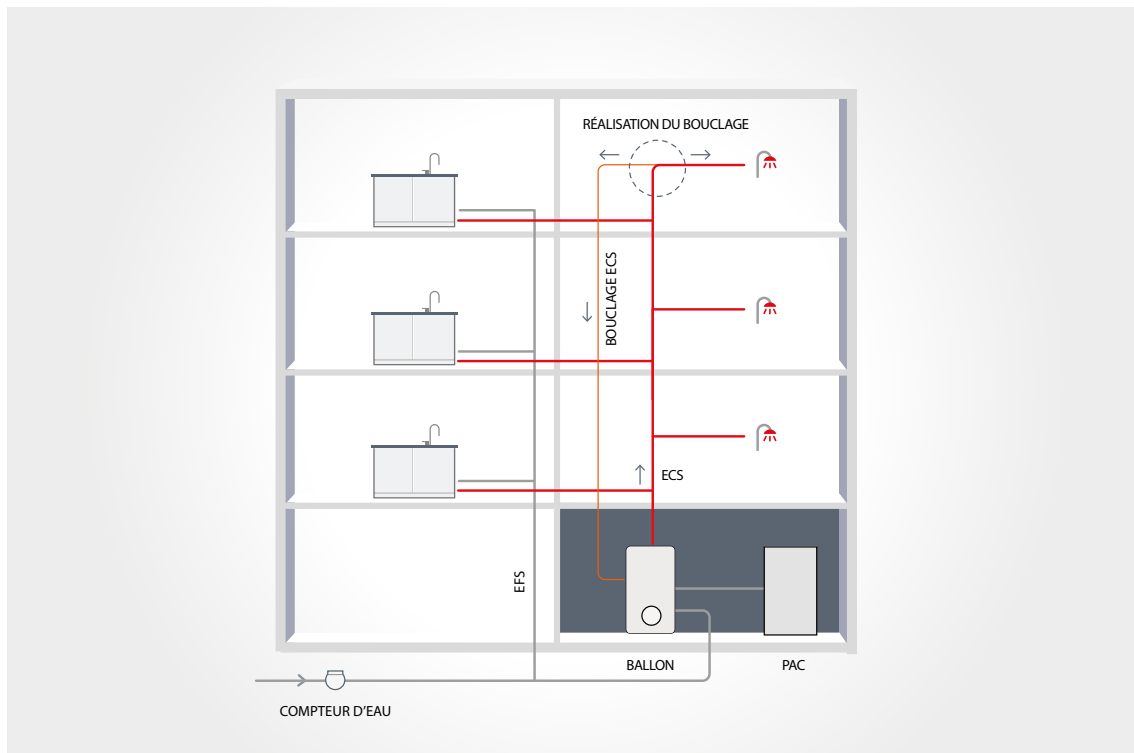 RÉALISATION DU BOUCLAGE
BOUCLAGE ECS
ECS
EFS
BALLON
PAC
COMPTEUR D'EAU